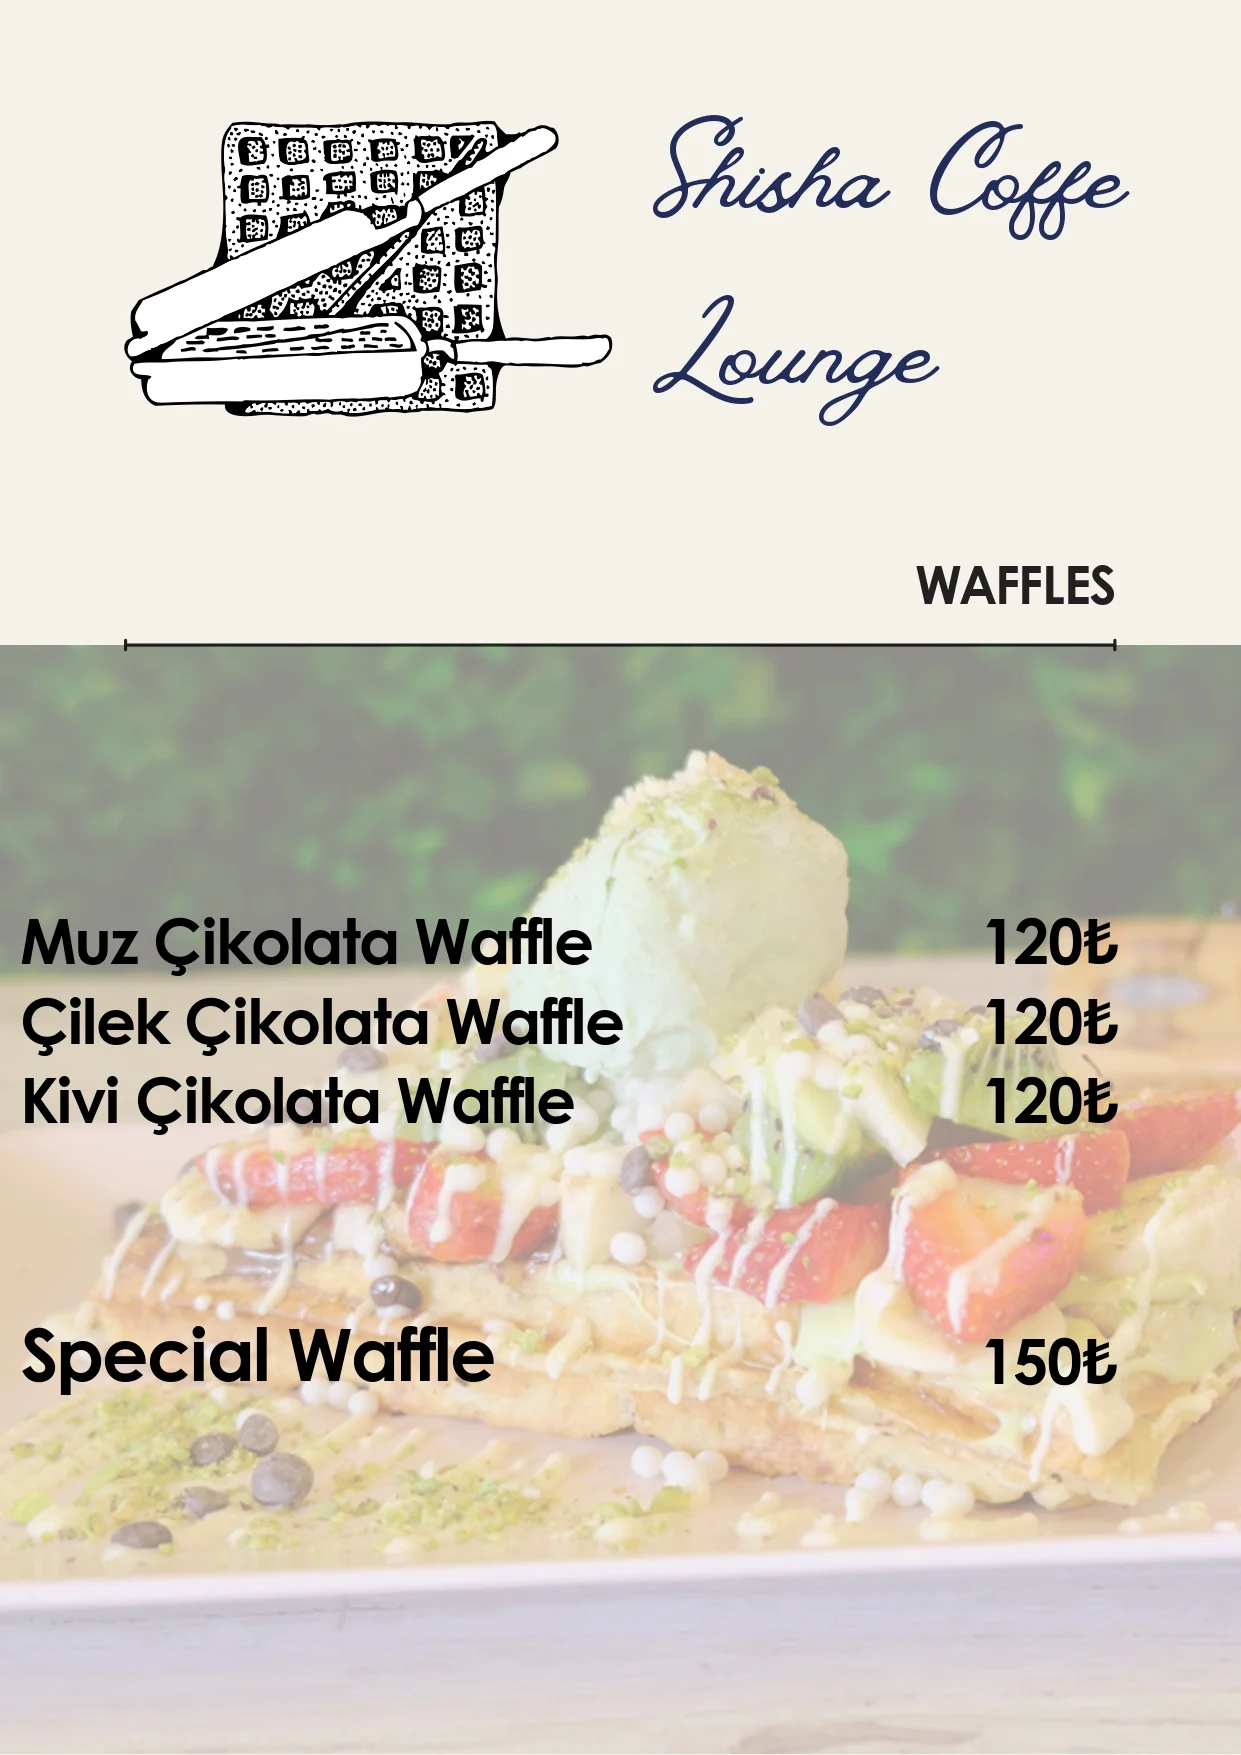 Shisha Coffe
Lounge
WAFFLES
Muz Çikolata Waffle 120₺
Çilek Çikolata Waffle 120₺
Kivi Çikolata Waffle 120₺
Special Waffle 150₺